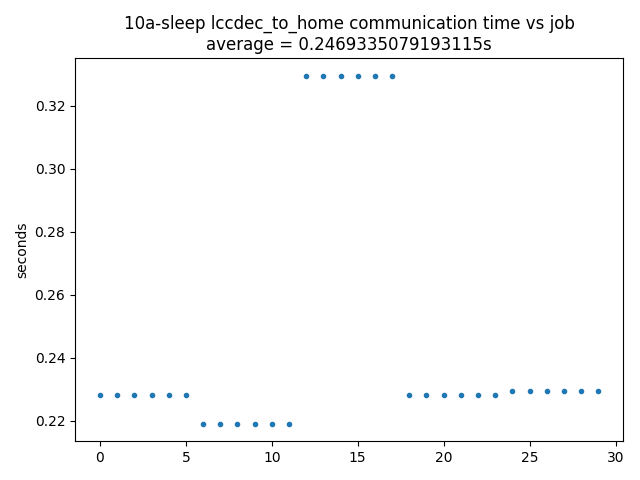 10a-sleep lccdec_to_home communication time vs job
average = 0.2469335079193115s
0.32
0.30
0.28
0.26
0.24
0.22
seconds
0 5 10 15 20 25 30